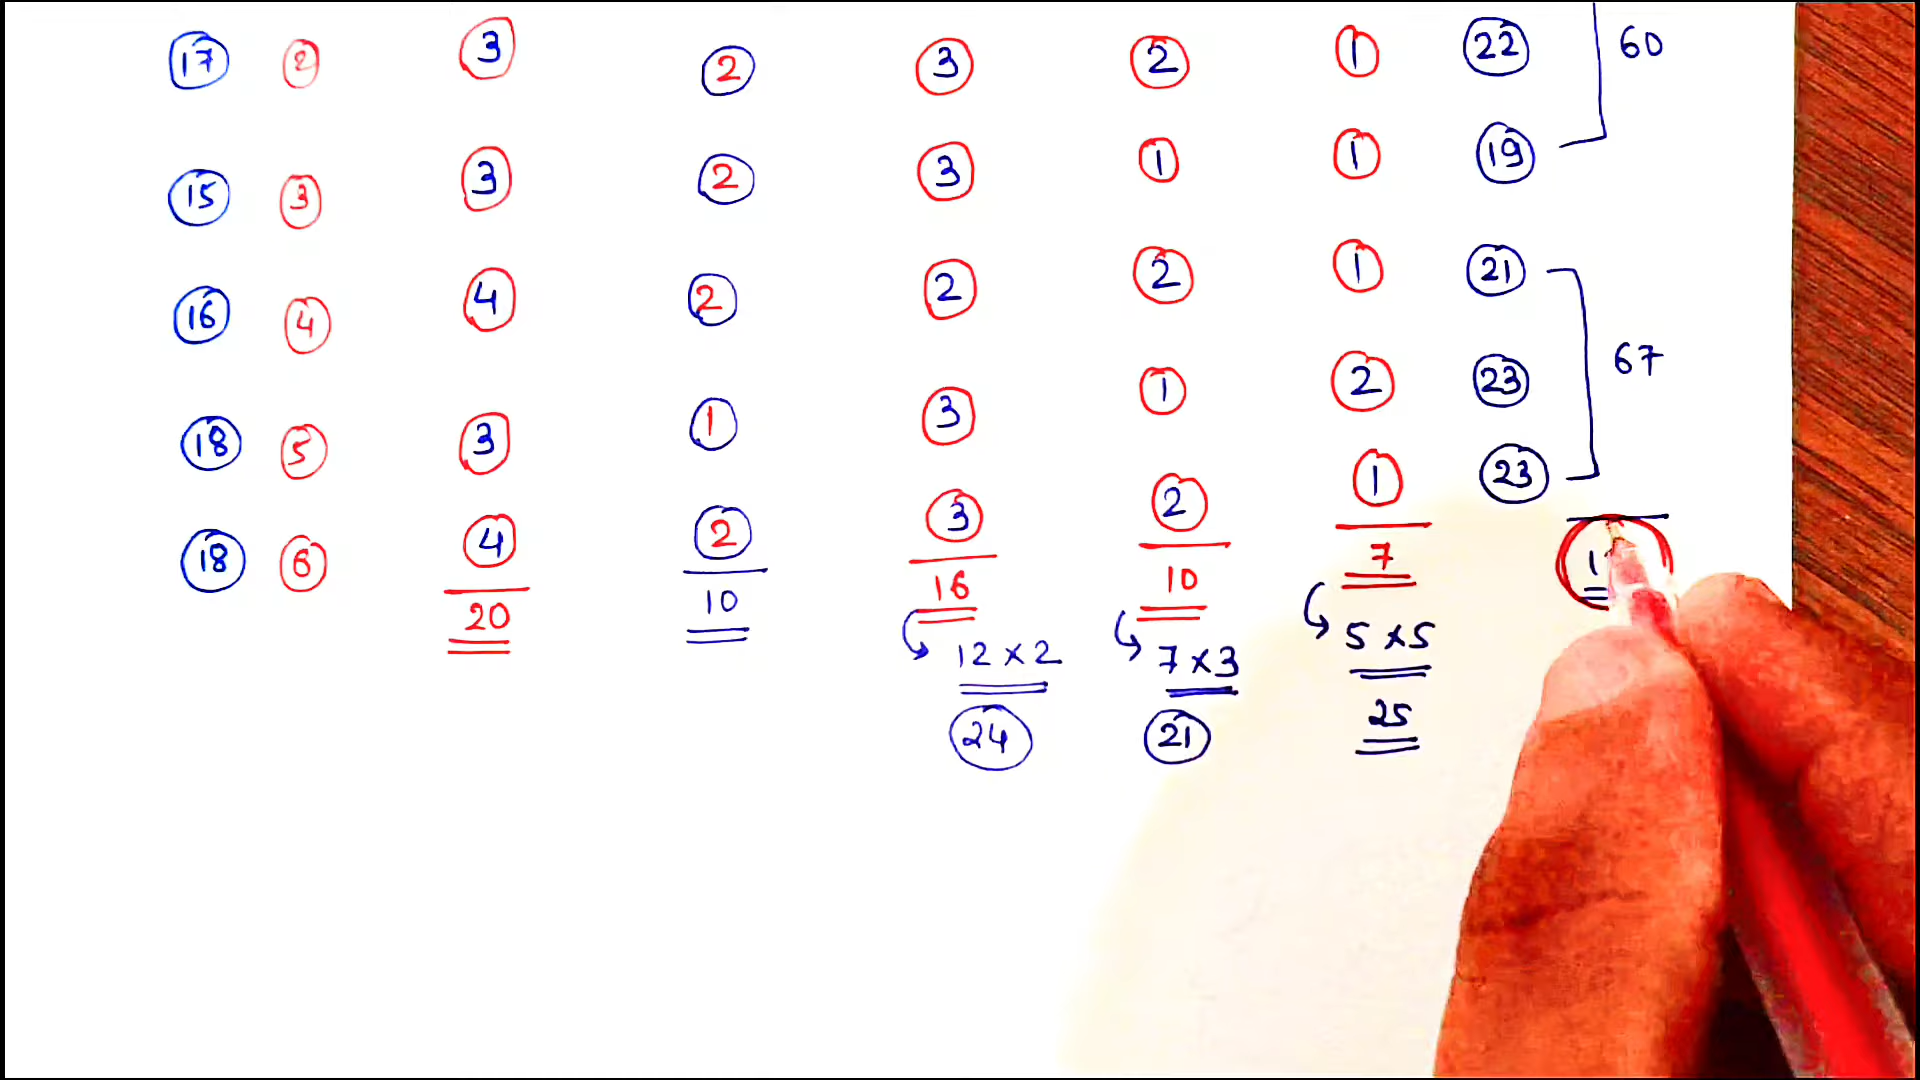 17 2 3 2 3 2 1 22 60
15 3 3 2 3 1 1 19
16 4 4 2 2 2 1 21
18 5 3 1 3 1 2 23 67
18 6 4 2 3 2 1 23
20 10 16 10 7
12 × 2 7 × 3 5 × 5
24 21 25